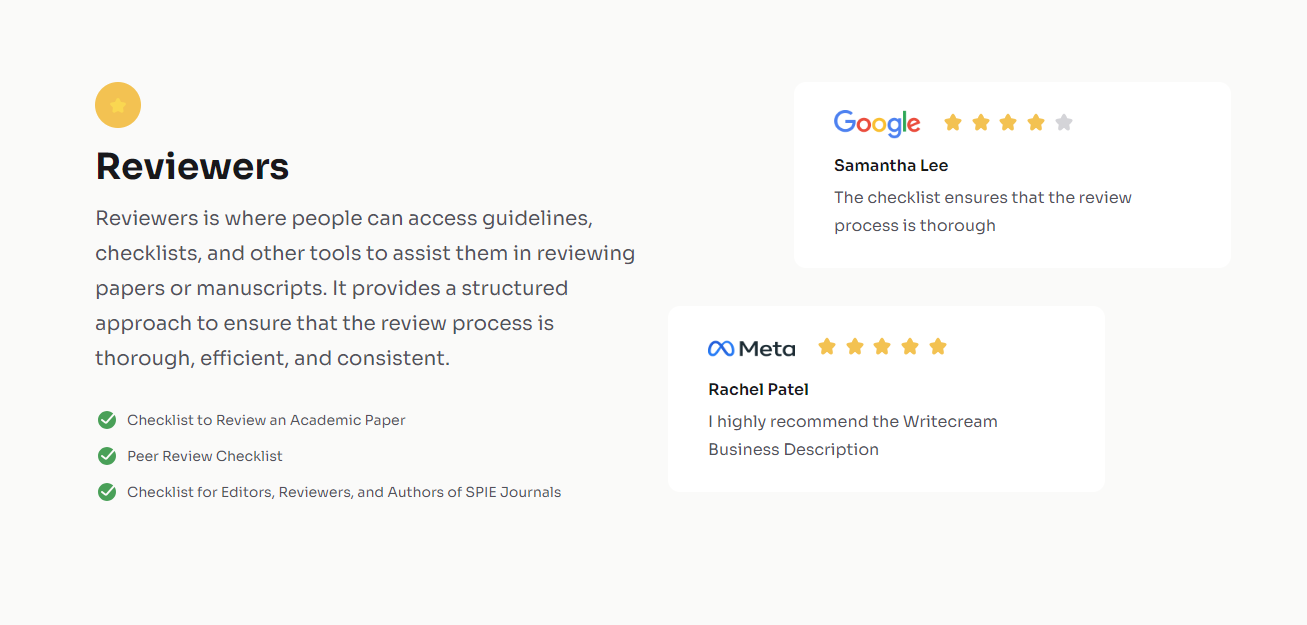 Reviewers
Reviewers is where people can access guidelines,
checklists, and other tools to assist them in reviewing
papers or manuscripts. It provides a structured
approach to ensure that the review process is
thorough, efficient, and consistent.
Checklist to Review an Academic Paper
Peer Review Checklist
Checklist for Editors, Reviewers, and Authors of SPIE Journals
Google
Samantha Lee
The checklist ensures that the review
process is thorough
Meta
Rachel Patel
I highly recommend the Writecream
Business Description